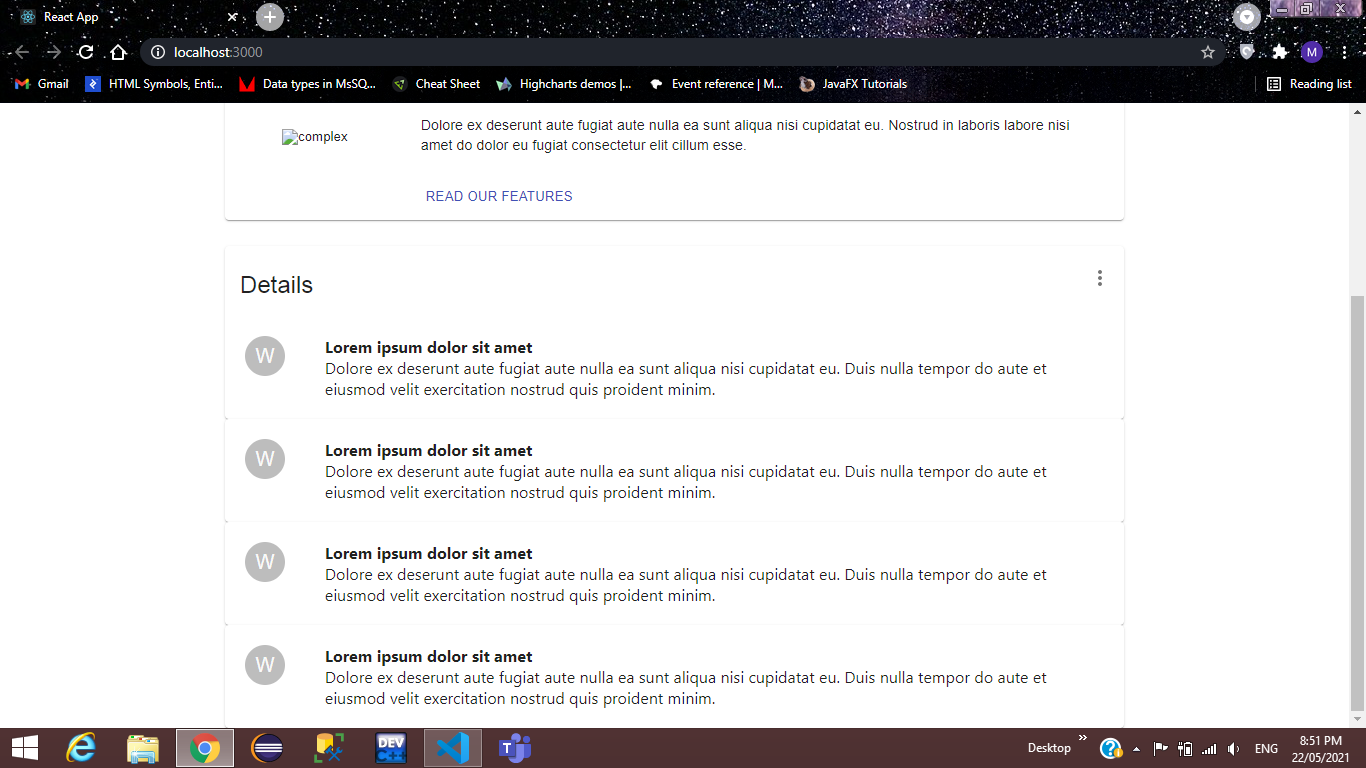 React App
localhost:3000
M
Gmail
HTML Symbols, Enti...
Data types in MsSQ...
Cheat Sheet
Highcharts demos |...
Event reference | M...
JavaFX Tutorials
Reading list
complex
Dolore ex deserunt aute fugiat aute nulla ea sunt aliqua nisi cupidatat eu. Nostrud in laboris labore nisi
amet do dolor eu fugiat consectetur elit cillum esse.
READ OUR FEATURES
Details
W
Lorem ipsum dolor sit amet
Dolore ex deserunt aute fugiat aute nulla ea sunt aliqua nisi cupidatat eu. Duis nulla tempor do aute et
eiusmod velit exercitation nostrud quis proident minim.
W
Lorem ipsum dolor sit amet
Dolore ex deserunt aute fugiat aute nulla ea sunt aliqua nisi cupidatat eu. Duis nulla tempor do aute et
eiusmod velit exercitation nostrud quis proident minim.
W
Lorem ipsum dolor sit amet
Dolore ex deserunt aute fugiat aute nulla ea sunt aliqua nisi cupidatat eu. Duis nulla tempor do aute et
eiusmod velit exercitation nostrud quis proident minim.
W
Lorem ipsum dolor sit amet
Dolore ex deserunt aute fugiat aute nulla ea sunt aliqua nisi cupidatat eu. Duis nulla tempor do aute et
eiusmod velit exercitation nostrud quis proident minim.
DEV
C++
T
Desktop
ENG
8:51 PM
22/05/2021